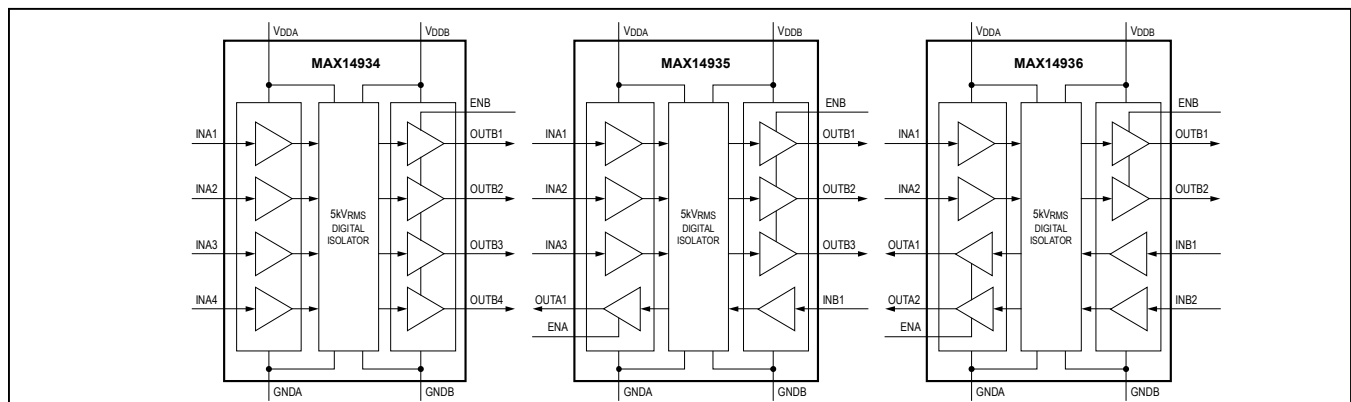 VDDA
VDDB
MAX14934
ENB
INA1
OUTB1
INA2
OUTB2
5kVRMS
DIGITAL
ISOLATOR
INA3
OUTB3
INA4
OUTB4
GNDA
GNDB
VDDA
VDDB
MAX14935
ENB
INA1
OUTB1
INA2
OUTB2
5kVRMS
DIGITAL
ISOLATOR
INA3
OUTB3
OUTA1
INB1
ENA
GNDA
GNDB
VDDA
VDDB
MAX14936
ENB
INA1
OUTB1
INA2
OUTB2
5kVRMS
DIGITAL
ISOLATOR
OUTA1
INB1
OUTA2
INB2
ENA
GNDA
GNDB